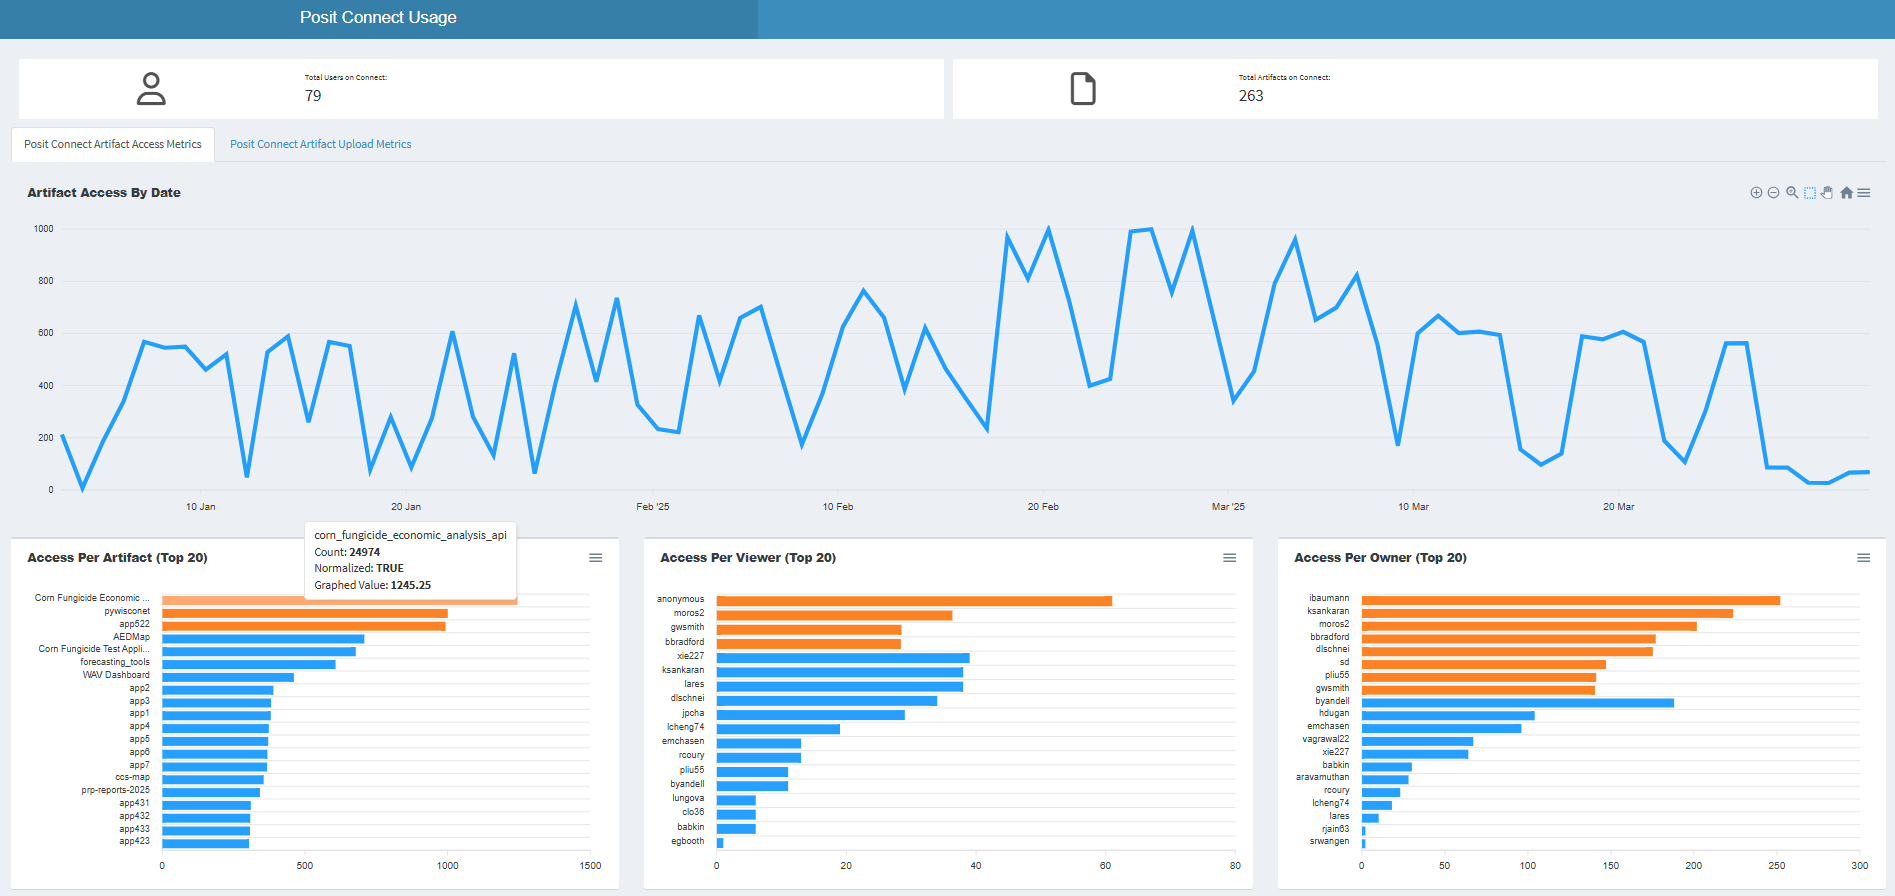 Posit Connect Usage
Total Users on Connect:
79
Total Artifacts on Connect:
263
Posit Connect Artifact Access Metrics
Posit Connect Artifact Upload Metrics
Artifact Access By Date
1000
800
600
400
200
0
10 Jan
20 Jan
Feb '25
10 Feb
20 Feb
Mar '25
10 Mar
20 Mar
corn_fungicide_economic_analysis_api
Count: 24974
Normalized: TRUE
Graphed Value: 1245.25
Access Per Artifact (Top 20)
Corn Fungicide Economic ...
pywisconet
app522
AEDMap
Corn Fungicide Test Appli...
forecasting_tools
WAV Dashboard
app2
app3
app1
app4
app5
app6
app7
ccs-map
prp-reports-2025
app431
app432
app433
app423
0
500
1000
1500
Access Per Viewer (Top 20)
anonymous
moros2
gwsmith
bbradford
xie227
ksankaran
lares
dlschnei
jpcha
lcheng74
emchasen
rcoury
pliu55
byandell
lungova
clo36
babkin
egbooth
0
20
40
60
80
Access Per Owner (Top 20)
ibaumann
ksankaran
moros2
bbradford
dlschnei
sd
pliu55
gwsmith
byandell
hdugan
emchasen
vagrawal22
xie227
babkin
aravamuthan
rcoury
lcheng74
lares
rjain63
srwangen
0
50
100
150
200
250
300